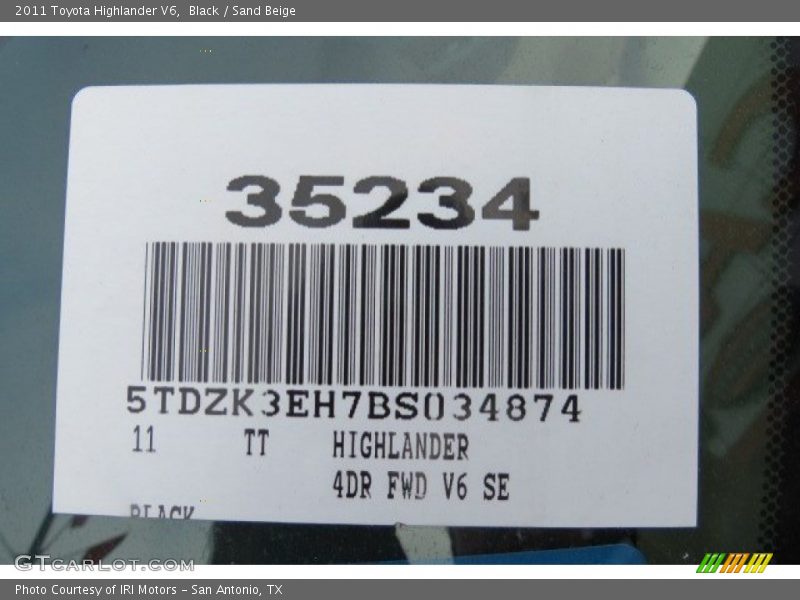 2011 Toyota Highlander V6,  Black / Sand Beige
35234
5TDZK3EH7BS034874
11 TT HIGHLANDER
4DR FWD V6 SE
BLACK
GTCARLOT.COM
Photo Courtesy of IRI Motors – San Antonio, TX